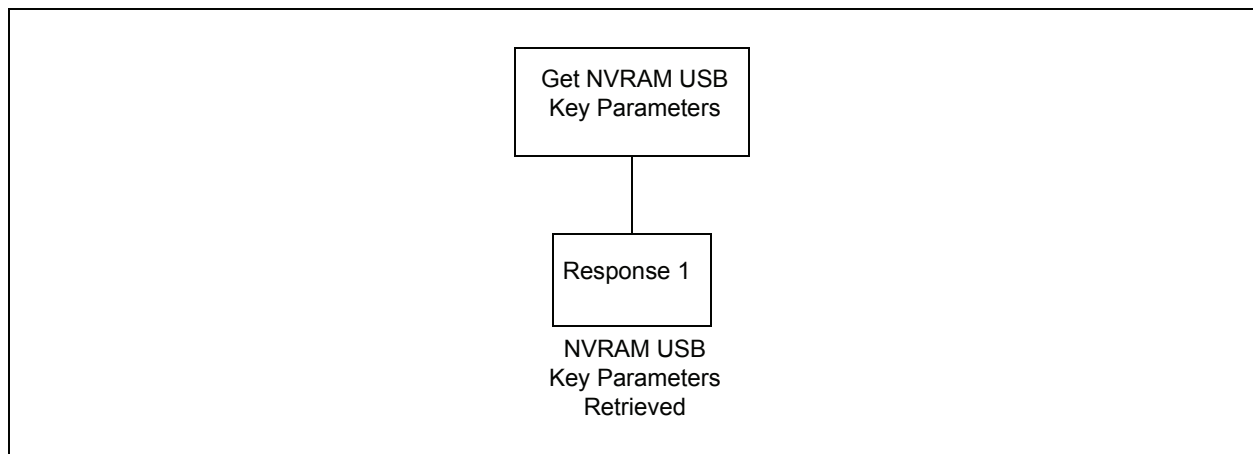 Get NVRAM USB
Key Parameters
Response 1
NVRAM USB
Key Parameters
Retrieved